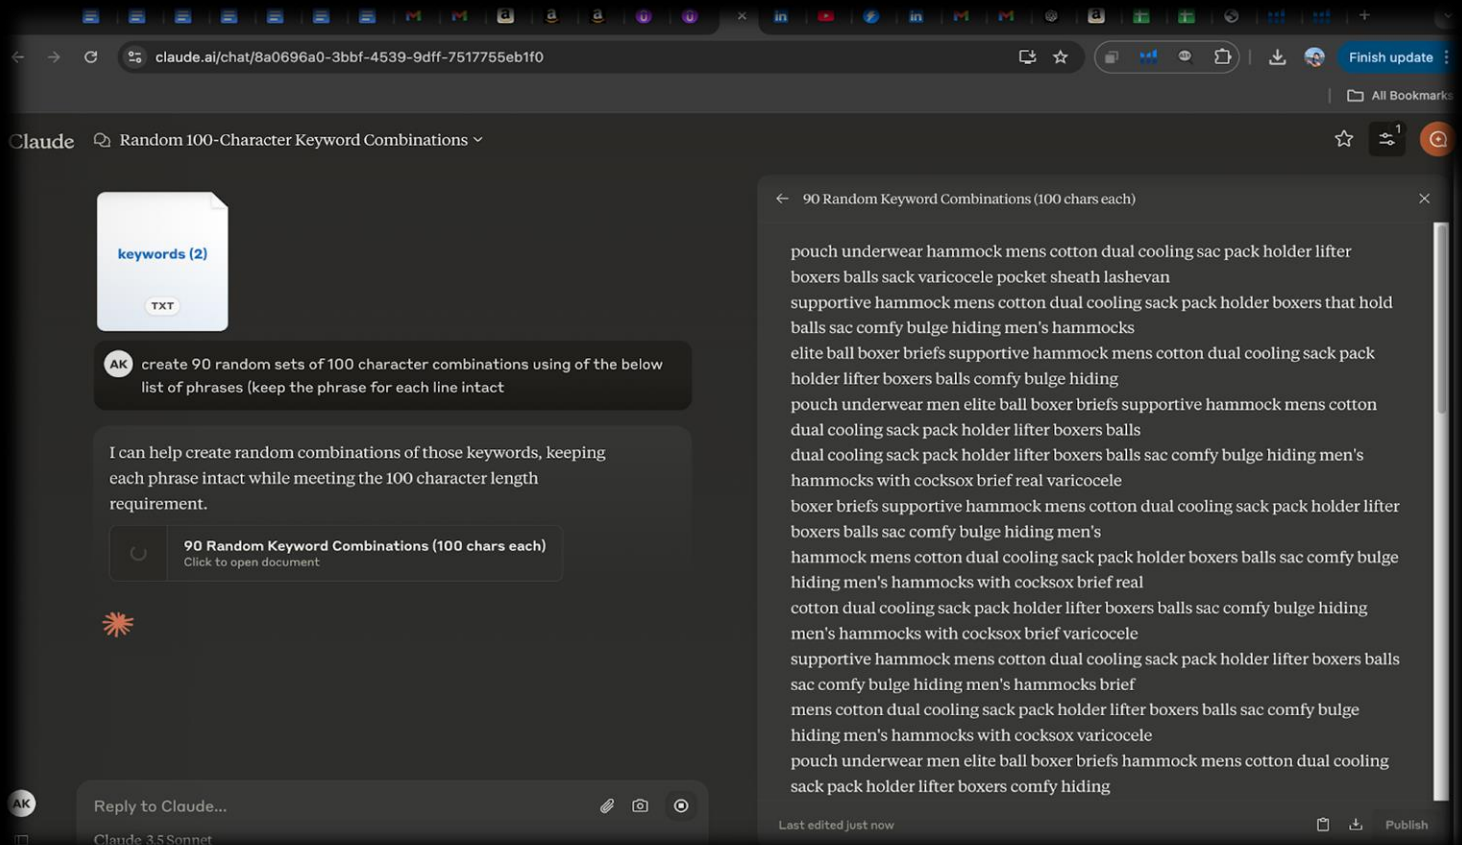 claude.ai/chat/8a0696a0-3bbf-4539-9dff-7517755eb1f0
Finish update
All Bookmarks
Claude
Random 100-Character Keyword Combinations
1
keywords (2)
TXT
AK
create 90 random sets of 100 character combinations using of the below
list of phrases (keep the phrase for each line intact
I can help create random combinations of those keywords, keeping
each phrase intact while meeting the 100 character length
requirement.
90 Random Keyword Combinations (100 chars each)
Click to open document
AK
Reply to Claude...
Claude 3.5 Sonnet
90 Random Keyword Combinations (100 chars each)
pouch underwear hammock mens cotton dual cooling sac pack holder lifter
boxers balls sack varicocele pocket sheath lashevan
supportive hammock mens cotton dual cooling sack pack holder boxers that hold
balls sac comfy bulge hiding men's hammocks
elite ball boxer briefs supportive hammock mens cotton dual cooling sack pack
holder lifter boxers balls comfy bulge hiding
pouch underwear men elite ball boxer briefs supportive hammock mens cotton
dual cooling sack pack holder lifter boxers balls
dual cooling sack pack holder lifter boxers balls sac comfy bulge hiding men's
hammocks with cocksox brief real varicocele
boxer briefs supportive hammock mens cotton dual cooling sack pack holder lifter
boxers balls sac comfy bulge hiding men's
hammock mens cotton dual cooling sack pack holder boxers balls sac comfy bulge
hiding men's hammocks with cocksox brief real
cotton dual cooling sack pack holder lifter boxers balls sac comfy bulge hiding
men's hammocks with cocksox brief varicocele
supportive hammock mens cotton dual cooling sack pack holder lifter boxers balls
sac comfy bulge hiding men's hammocks brief
mens cotton dual cooling sack pack holder lifter boxers balls sac comfy bulge
hiding men's hammocks with cocksox varicocele
pouch underwear men elite ball boxer briefs hammock mens cotton dual cooling
sack pack holder lifter boxers comfy hiding
Last edited just now
Publish